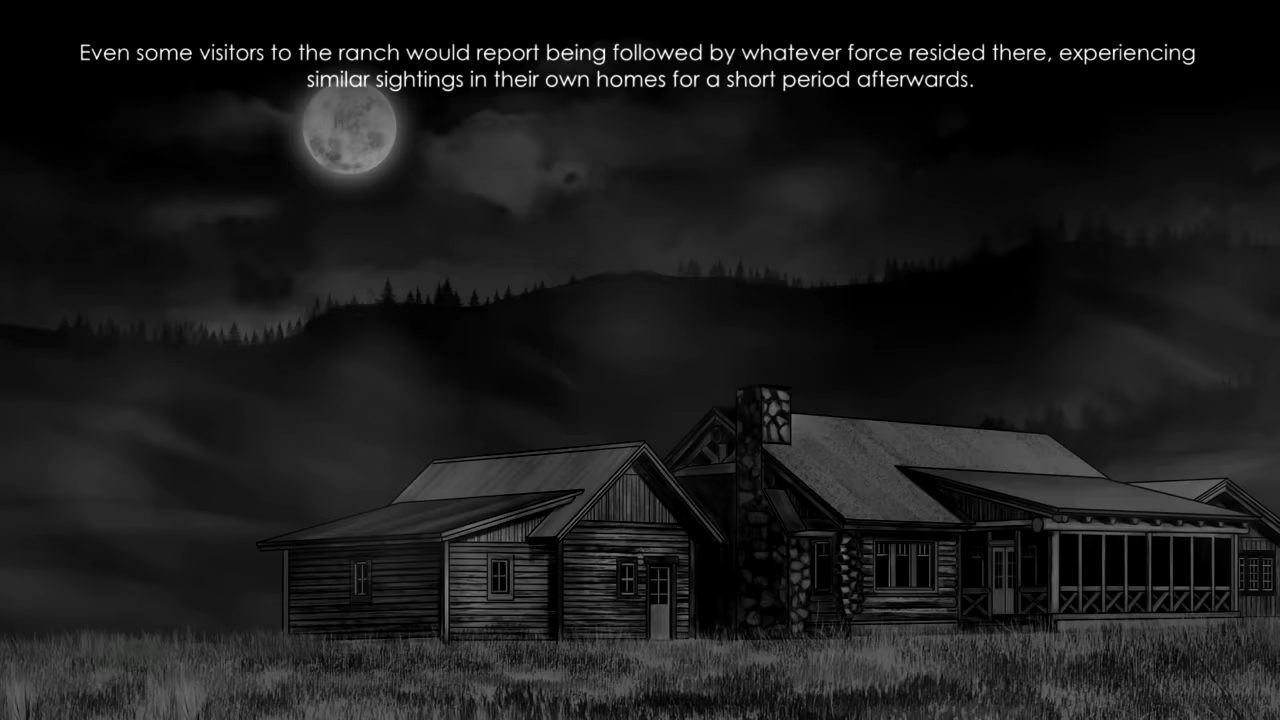 Even some visitors to the ranch would report being followed by whatever force resided there, experiencing
similar sightings in their own homes for a short period afterwards.